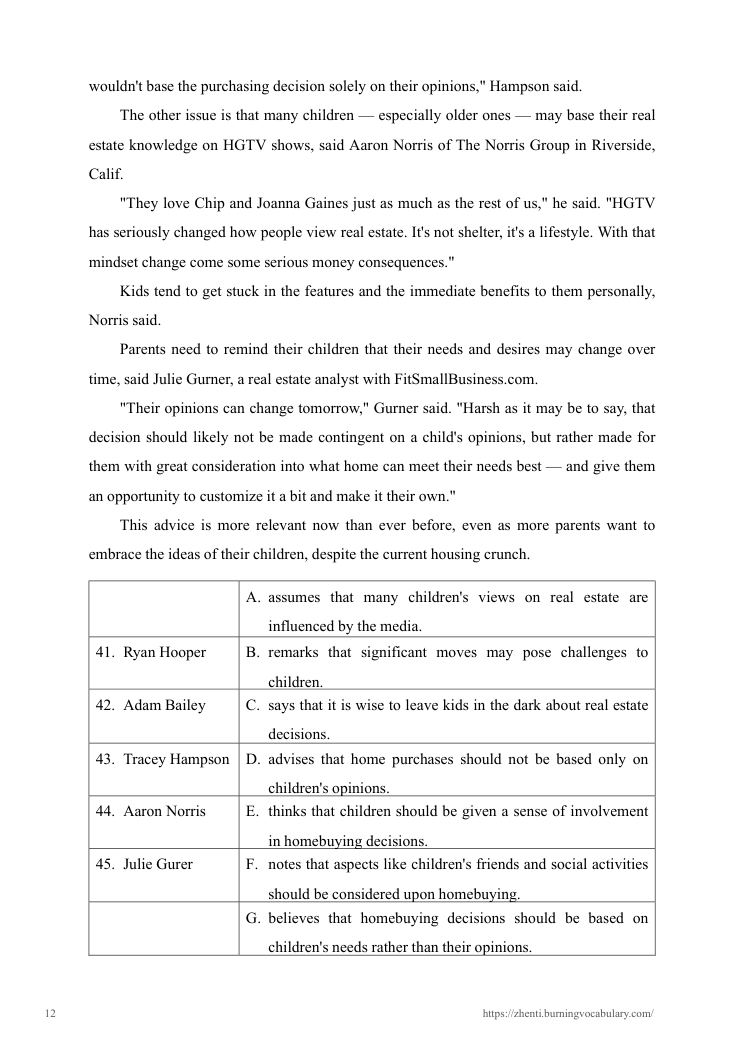 wouldn't base the purchasing decision solely on their opinions," Hampson said.
The other issue is that many children — especially older ones — may base their real
estate knowledge on HGTV shows, said Aaron Norris of The Norris Group in Riverside,
Calif.
"They love Chip and Joanna Gaines just as much as the rest of us," he said. "HGTV
has seriously changed how people view real estate. It's not shelter, it's a lifestyle. With that
mindset change come some serious money consequences."
Kids tend to get stuck in the features and the immediate benefits to them personally,
Norris said.
Parents need to remind their children that their needs and desires may change over
time, said Julie Gurner, a real estate analyst with FitSmallBusiness.com.
"Their opinions can change tomorrow," Gurner said. "Harsh as it may be to say, that
decision should likely not be made contingent on a child's opinions, but rather made for
them with great consideration into what home can meet their needs best — and give them
an opportunity to customize it a bit and make it their own."
This advice is more relevant now than ever before, even as more parents want to
embrace the ideas of their children, despite the current housing crunch.
A. assumes that many children's views on real estate are
influenced by the media.
41. Ryan Hooper
B. remarks that significant moves may pose challenges to
children.
42. Adam Bailey
C. says that it is wise to leave kids in the dark about real estate
decisions.
43. Tracey Hampson
D. advises that home purchases should not be based only on
children's opinions.
44. Aaron Norris
E. thinks that children should be given a sense of involvement
in homebuying decisions.
45. Julie Gurer
F. notes that aspects like children's friends and social activities
should be considered upon homebuying.
G. believes that homebuying decisions should be based on
children's needs rather than their opinions.
12
https://zhenti.burningvocabulary.com/